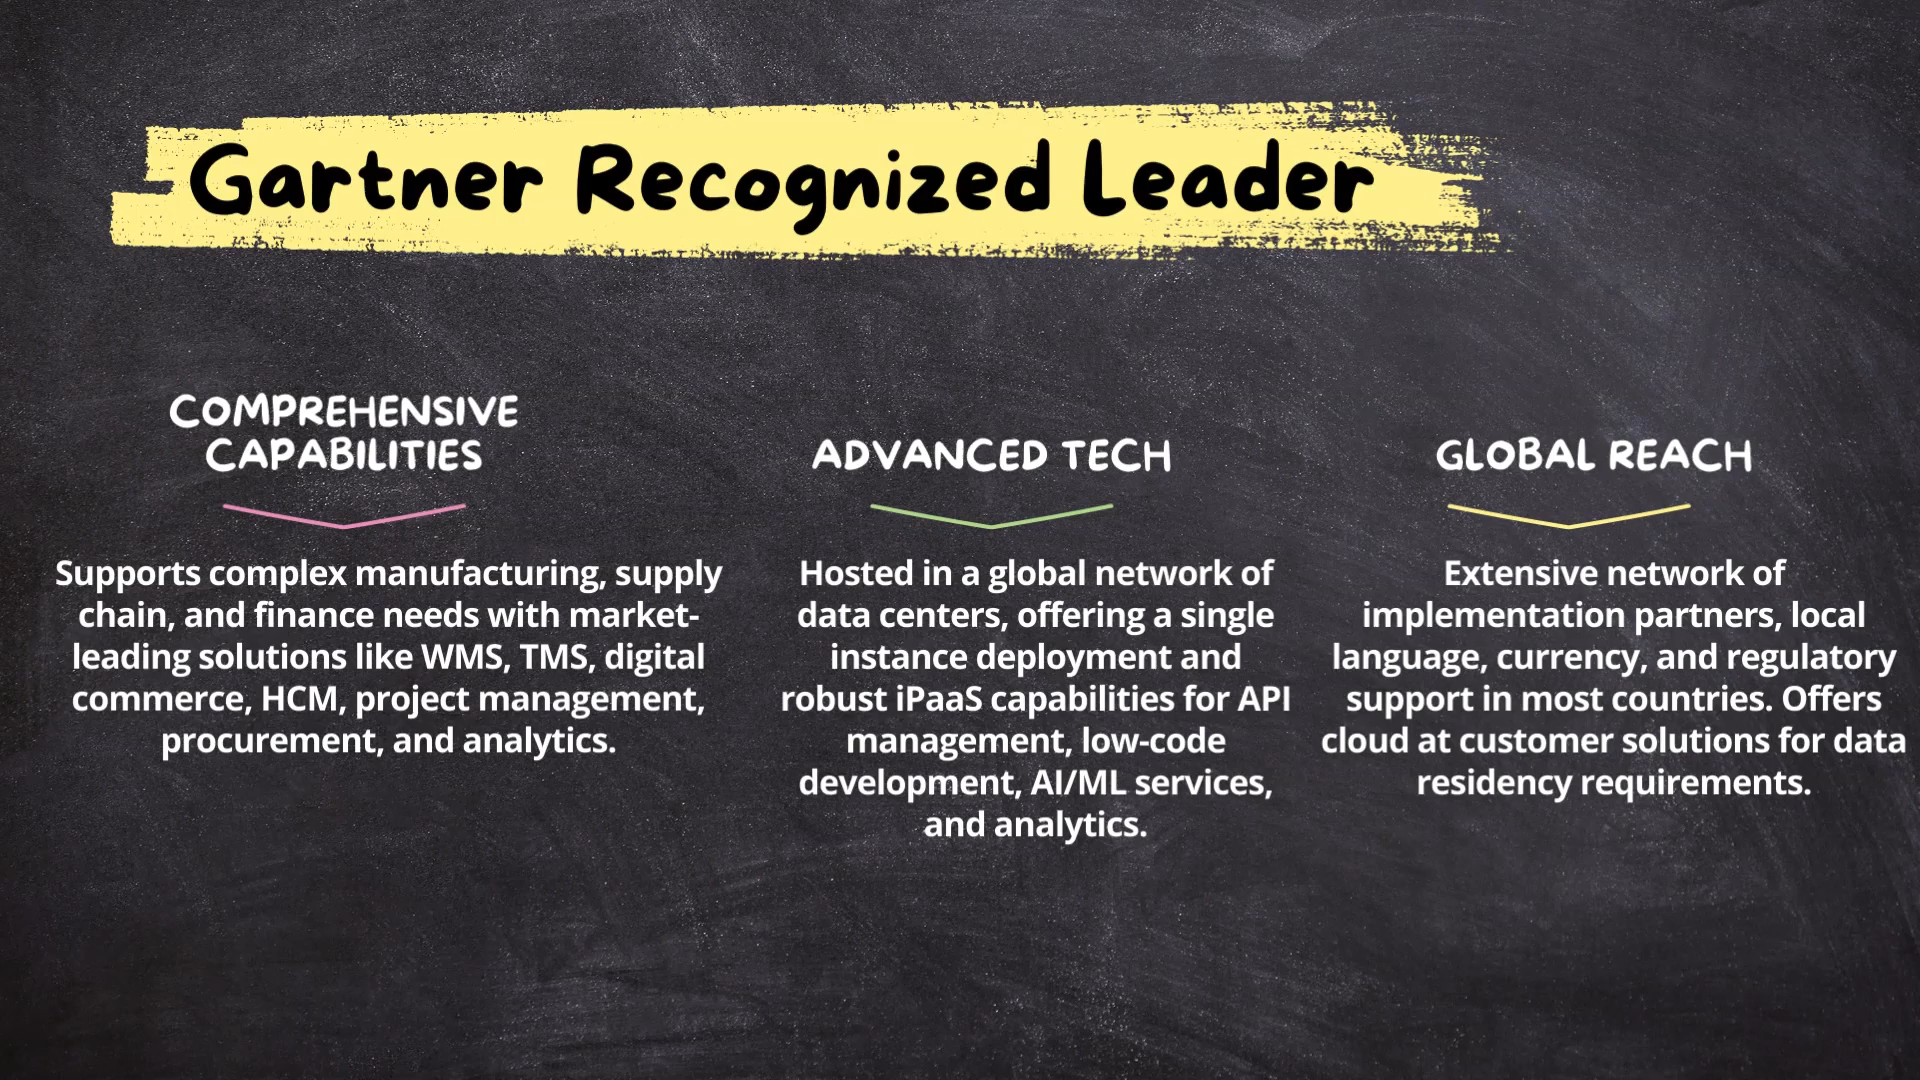 Gartner Recognized Leader
COMPREHENSIVE
CAPABILITIES
Supports complex manufacturing, supply
chain, and finance needs with market-
leading solutions like WMS, TMS, digital
commerce, HCM, project management,
procurement, and analytics.
ADVANCED TECH
Hosted in a global network of
data centers, offering a single
instance deployment and
robust iPaaS capabilities for API
management, low-code
development, AI/ML services,
and analytics.
GLOBAL REACH
Extensive network of
implementation partners, local
language, currency, and regulatory
support in most countries. Offers
cloud at customer solutions for data
residency requirements.